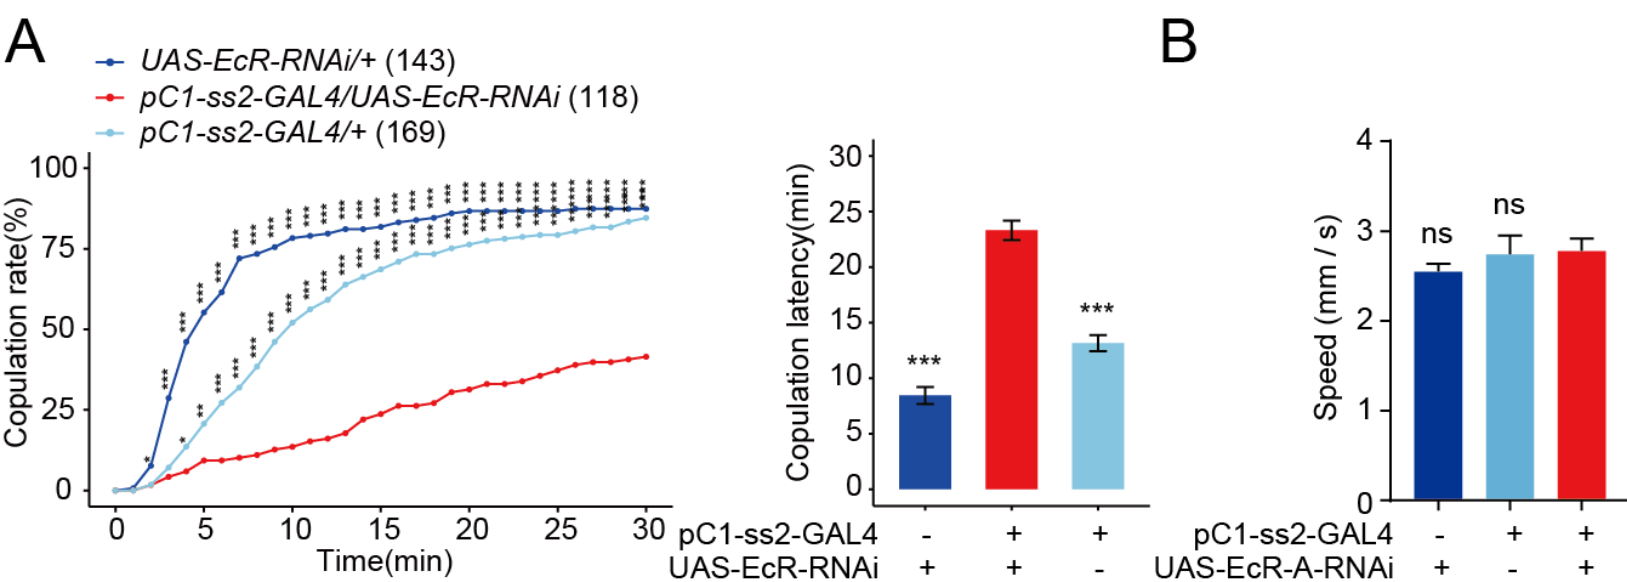 A
B
UAS-EcR-RNAi/+ (143)
pC1-ss2-GAL4/UAS-EcR-RNAi (118)
pC1-ss2-GAL4/+ (169)
Copulation rate(%)
100
75
50
25
0
* *** *** *** *** *** *** *** *** *** *** *** *** *** *** *** *** *** *** *** *** *** *** *** *** *** *** *** ***
* ** *** *** *** *** *** *** *** *** *** *** *** *** *** *** *** *** *** *** *** *** *** *** *** *** ***
0 5 10 15 20 25 30
Time(min)
Copulation latency(min)
30
25
20
15
10
5
0
*** ***
pC1-ss2-GAL4 - + +
UAS-EcR-RNAi + + -
Speed (mm / s)
4
3
2
1
0
ns ns
pC1-ss2-GAL4 - + +
UAS-EcR-A-RNAi + - +